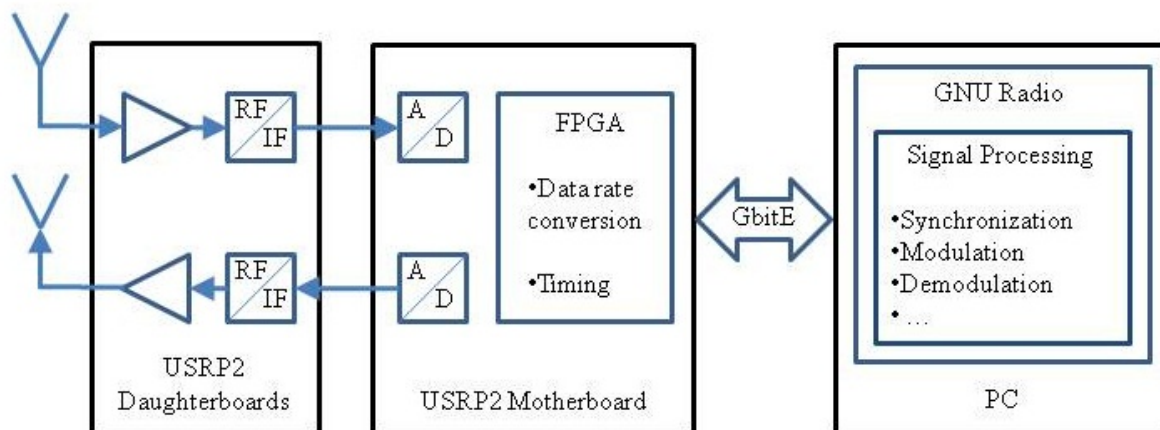 RF
IF
A
D
RF
IF
A
D
USRP2
Daughterboards
FPGA
•Data rate
conversion
•Timing
USRP2 Motherboard
GbitE
GNU Radio
Signal Processing
•Synchronization
•Modulation
•Demodulation
• ...
PC